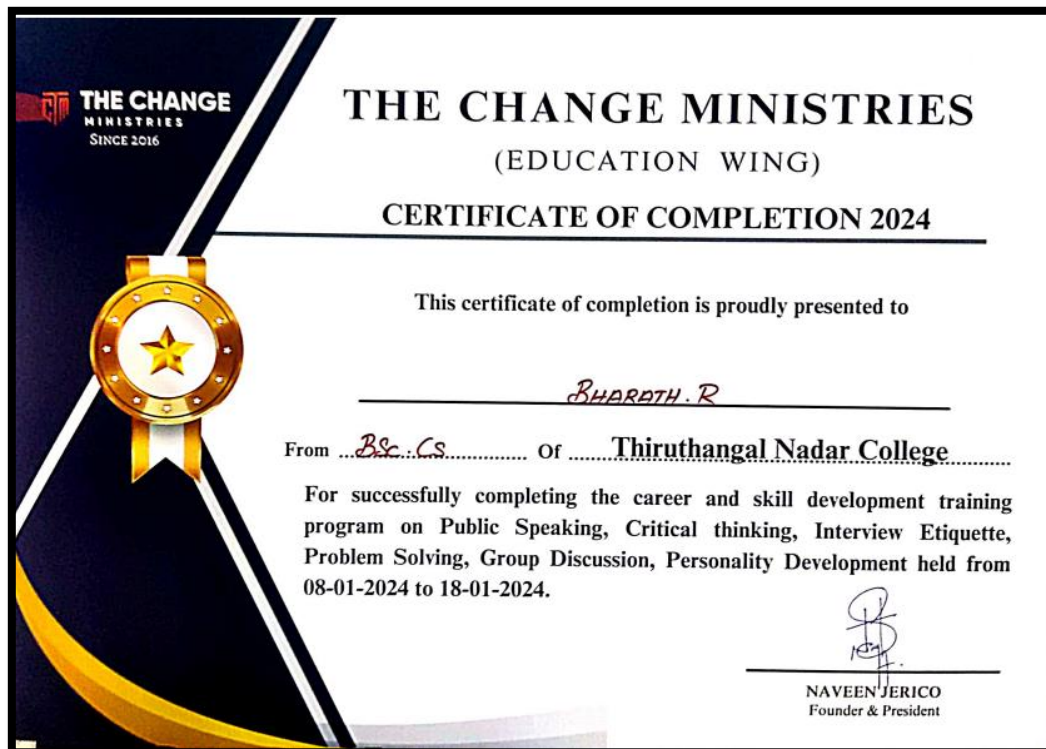 THE CHANGE
MINISTRIES
SINCE 2016
THE CHANGE MINISTRIES
(EDUCATION WING)
CERTIFICATE OF COMPLETION 2024
This certificate of completion is proudly presented to
BHARATH. R
From BSc. CS Of Thiruthangal Nadar College
For successfully completing the career and skill development training
program on Public Speaking, Critical thinking, Interview Etiquette,
Problem Solving, Group Discussion, Personality Development held from
08-01-2024 to 18-01-2024.
NAVEEN JERICO
Founder & President